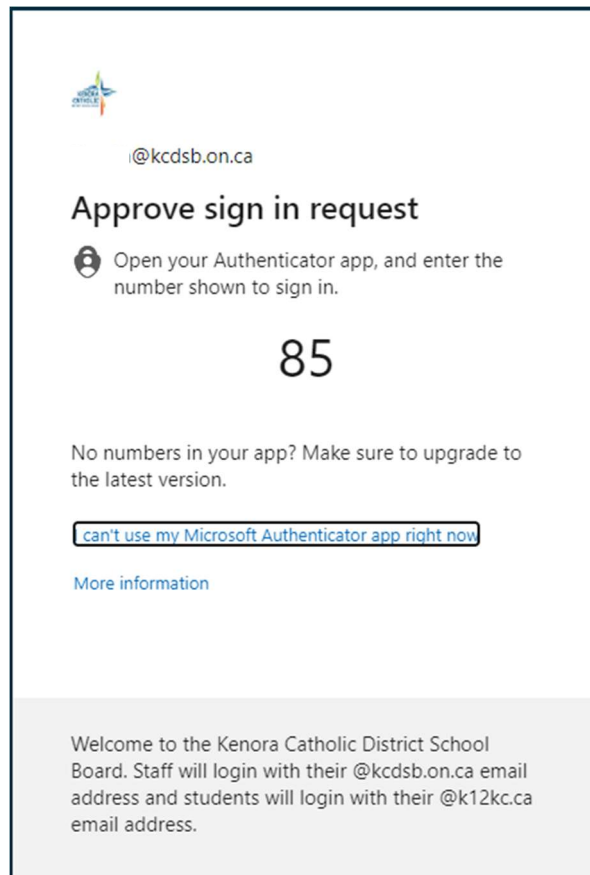 KENORA
CATHOLIC
@kcdsb.on.ca
Approve sign in request
Open your Authenticator app, and enter the
number shown to sign in.
85
No numbers in your app? Make sure to upgrade to
the latest version.
I can't use my Microsoft Authenticator app right now
More information
Welcome to the Kenora Catholic District School
Board. Staff will login with their @kcdsb.on.ca email
address and students will login with their @k12kc.ca
email address.